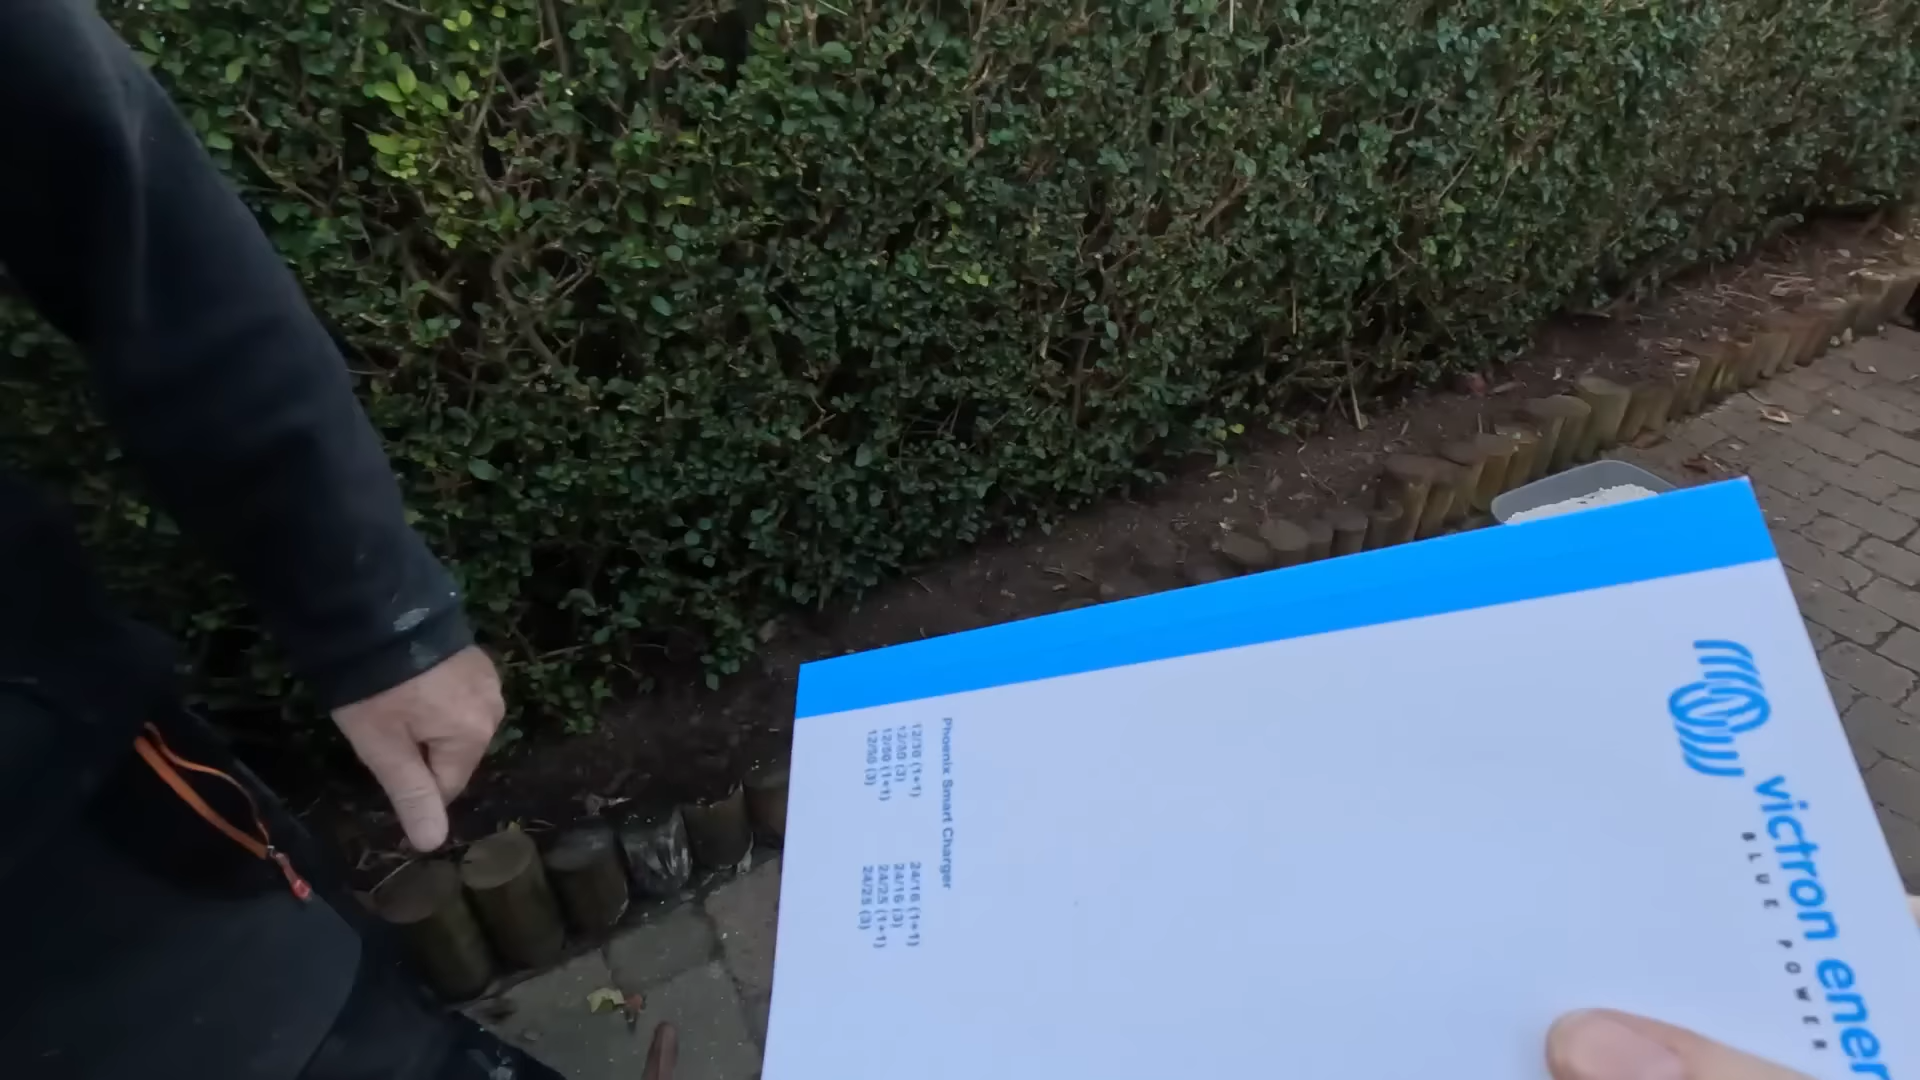 victron ener
BLUE POWER
Phoenix Smart Charger
12/30 (1+1)
24/16 (1+1)
12/30 (3)
24/16 (3)
12/50 (1+1)
24/25 (1+1)
12/50 (3)
24/25 (3)